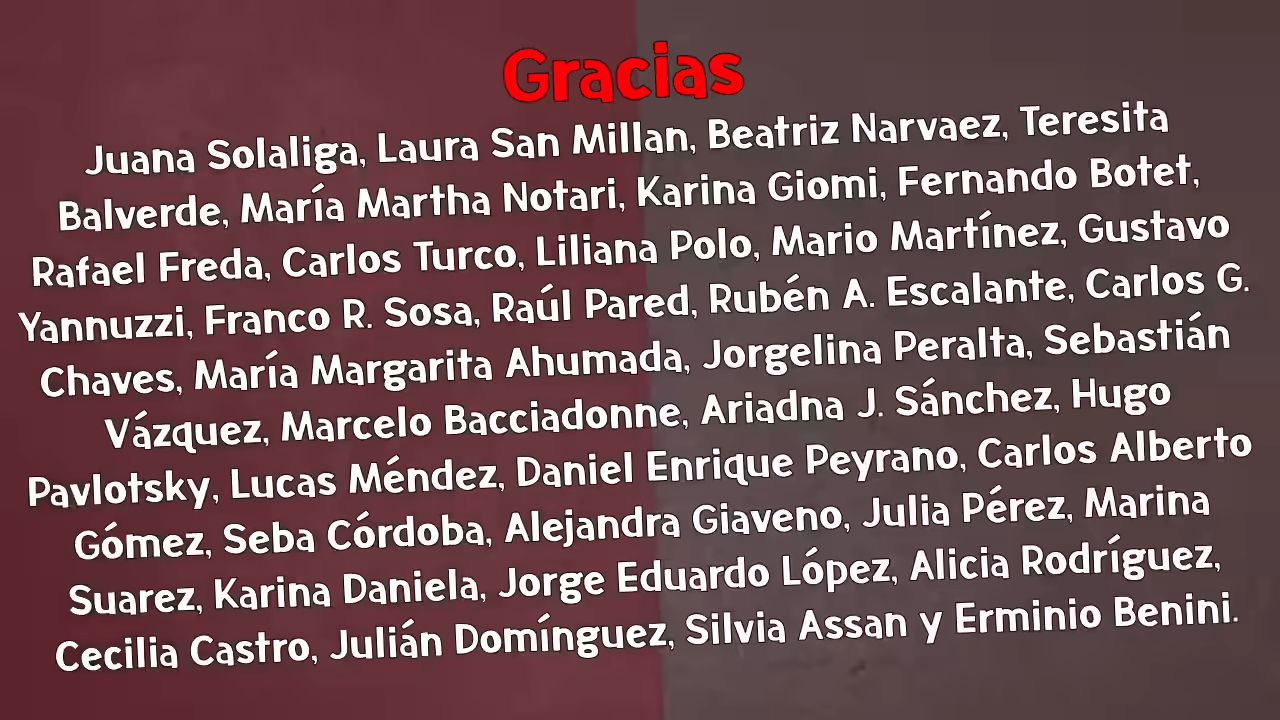 Gracias
Juana Solaliga, Laura San Millan, Beatriz Narvaez, Teresita
Balverde, María Martha Notari, Karina Giomi, Fernando Botet,
Rafael Freda, Carlos Turco, Liliana Polo, Mario Martínez, Gustavo
Yannuzzi, Franco R. Sosa, Raúl Pared, Rubén A. Escalante, Carlos G.
Chaves, María Margarita Ahumada, Jorgelina Peralta, Sebastián
Vázquez, Marcelo Bacciadonne, Ariadna J. Sánchez, Hugo
Pavlotsky, Lucas Méndez, Daniel Enrique Peyrano, Carlos Alberto
Gómez, Seba Córdoba, Alejandra Giaveno, Julia Pérez, Marina
Suarez, Karina Daniela, Jorge Eduardo López, Alicia Rodríguez,
Cecilia Castro, Julián Domínguez, Silvia Assan y Erminio Benini.